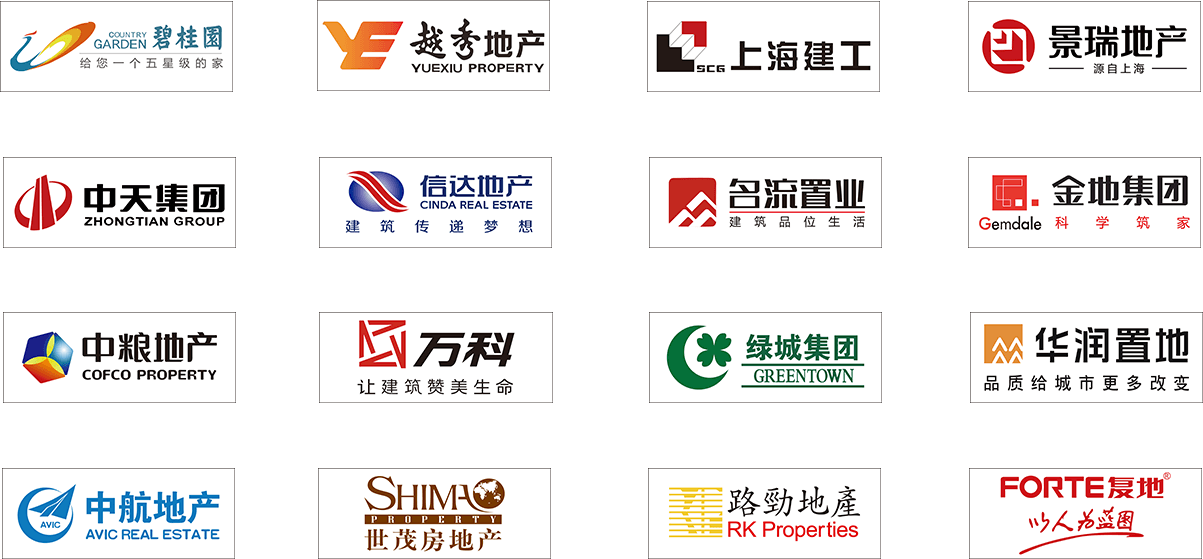 COUNTRY
GARDEN 碧桂園
给您一个五星级的家
YE 越秀地产
YUEXIU PROPERTY
SCG 上海建工
景瑞地产
源自上海
中天集团
ZHONGTIAN GROUP
信达地产
CINDA REAL ESTATE
建筑传递梦想
名流置业
建筑品位生活
金地集团
Gemdale 科学筑家
中粮地产
COFCO PROPERTY
万科
让建筑赞美生命
绿城集团
GREENTOWN
华润置地
品质给城市更多改变
中航地产
AVIC AVIC REAL ESTATE
SHIMAO
PROPERTY
世茂房地产
路勁地產
RK Properties
FORTE复地®
以人为蓝图